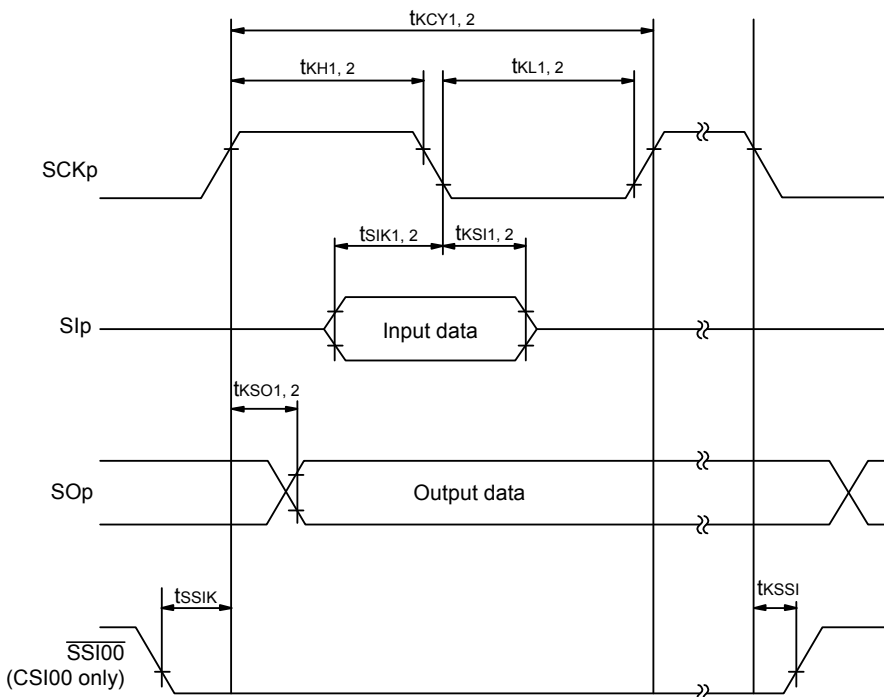 tKCY1, 2
tKH1, 2
tKL1, 2
SCKp
tSIK1, 2
tKSI1, 2
SIp
Input data
tKSO1, 2
SOp
Output data
tSSIK
tKSSI
SSI00
(CSI00 only)